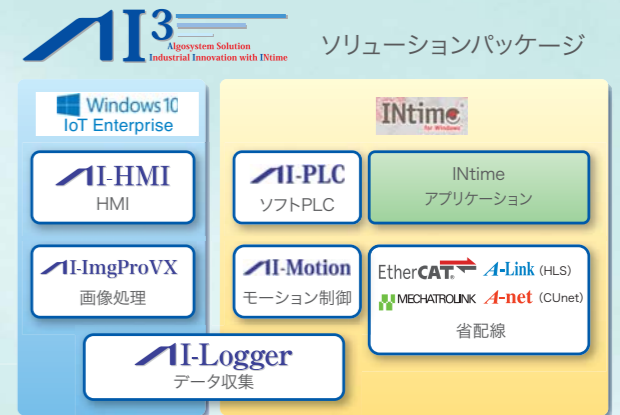 AI³
Algosystem Solution
Industrial Innovation with INtime
ソリューションパッケージ
Windows 10
IoT Enterprise
INtime
for Windows
AI-HMI
HMI
AI-PLC
ソフトPLC
INtime
アプリケーション
AI-ImgProVX
画像処理
AI-Motion
モーション制御
EtherCAT® A-Link (HLS)
MECHATROLINK A-net (CUnet)
省配線
AI-Logger
データ収集